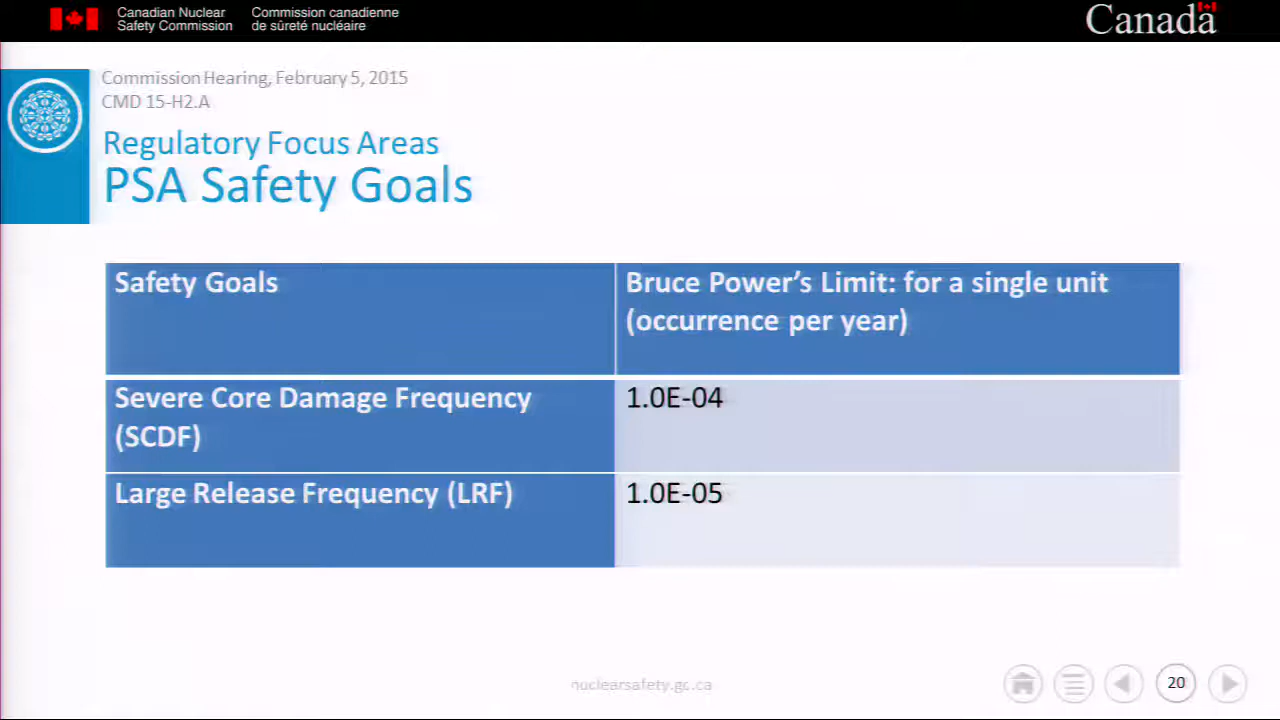 Canadian Nuclear
Safety Commission
Commission canadienne
de sûreté nucléaire
Canada
Commission Hearing, February 5, 2015
CMD 15-H2.A
Regulatory Focus Areas
PSA Safety Goals
Safety Goals
Bruce Power’s Limit: for a single unit
(occurrence per year)
Severe Core Damage Frequency
(SCDF)
1.0E-04
Large Release Frequency (LRF)
1.0E-05
nuclearsafety.gc.ca
20